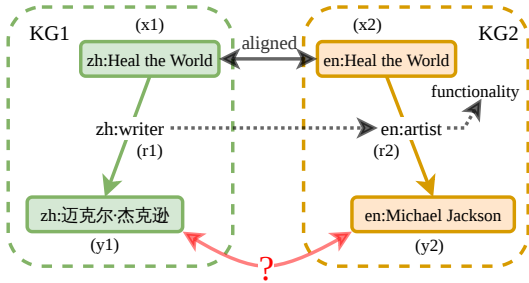 (x1)
(x2)
KG1
KG2
aligned
zh:Heal the World
en:Heal the World
functionality
zh:writer
en:artist
(r1)
(r2)
zh:迈克尔·杰克逊
en:Michael Jackson
(y1)
(y2)
?